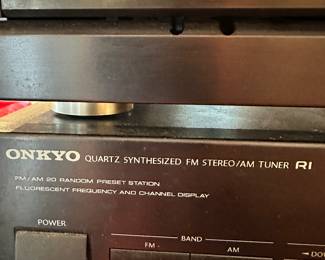 ONKYO QUARTZ SYNTHESIZED FM STEREO/AM TUNER RI
FM/AM 20 RANDOM PRESET STATION
FLUORESCENT FREQUENCY AND CHANNEL DISPLAY
POWER
BAND
FM
AM
DOW